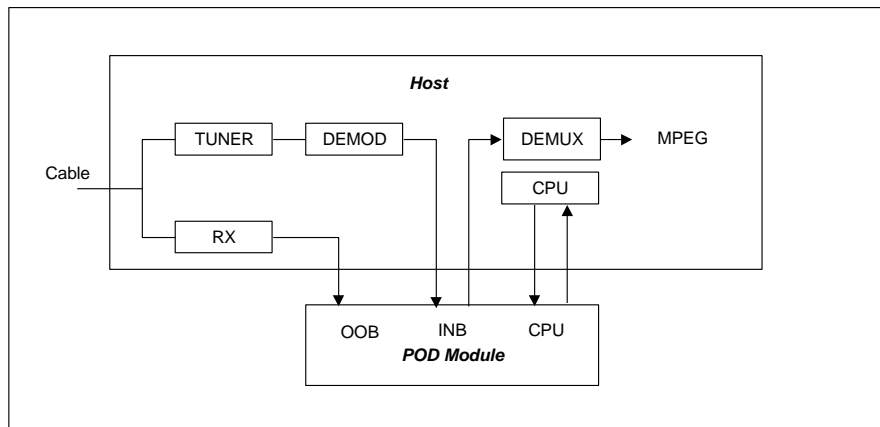 Host
TUNER
DEMOD
DEMUX
MPEG
Cable
CPU
RX
OOB
INB
CPU
POD Module